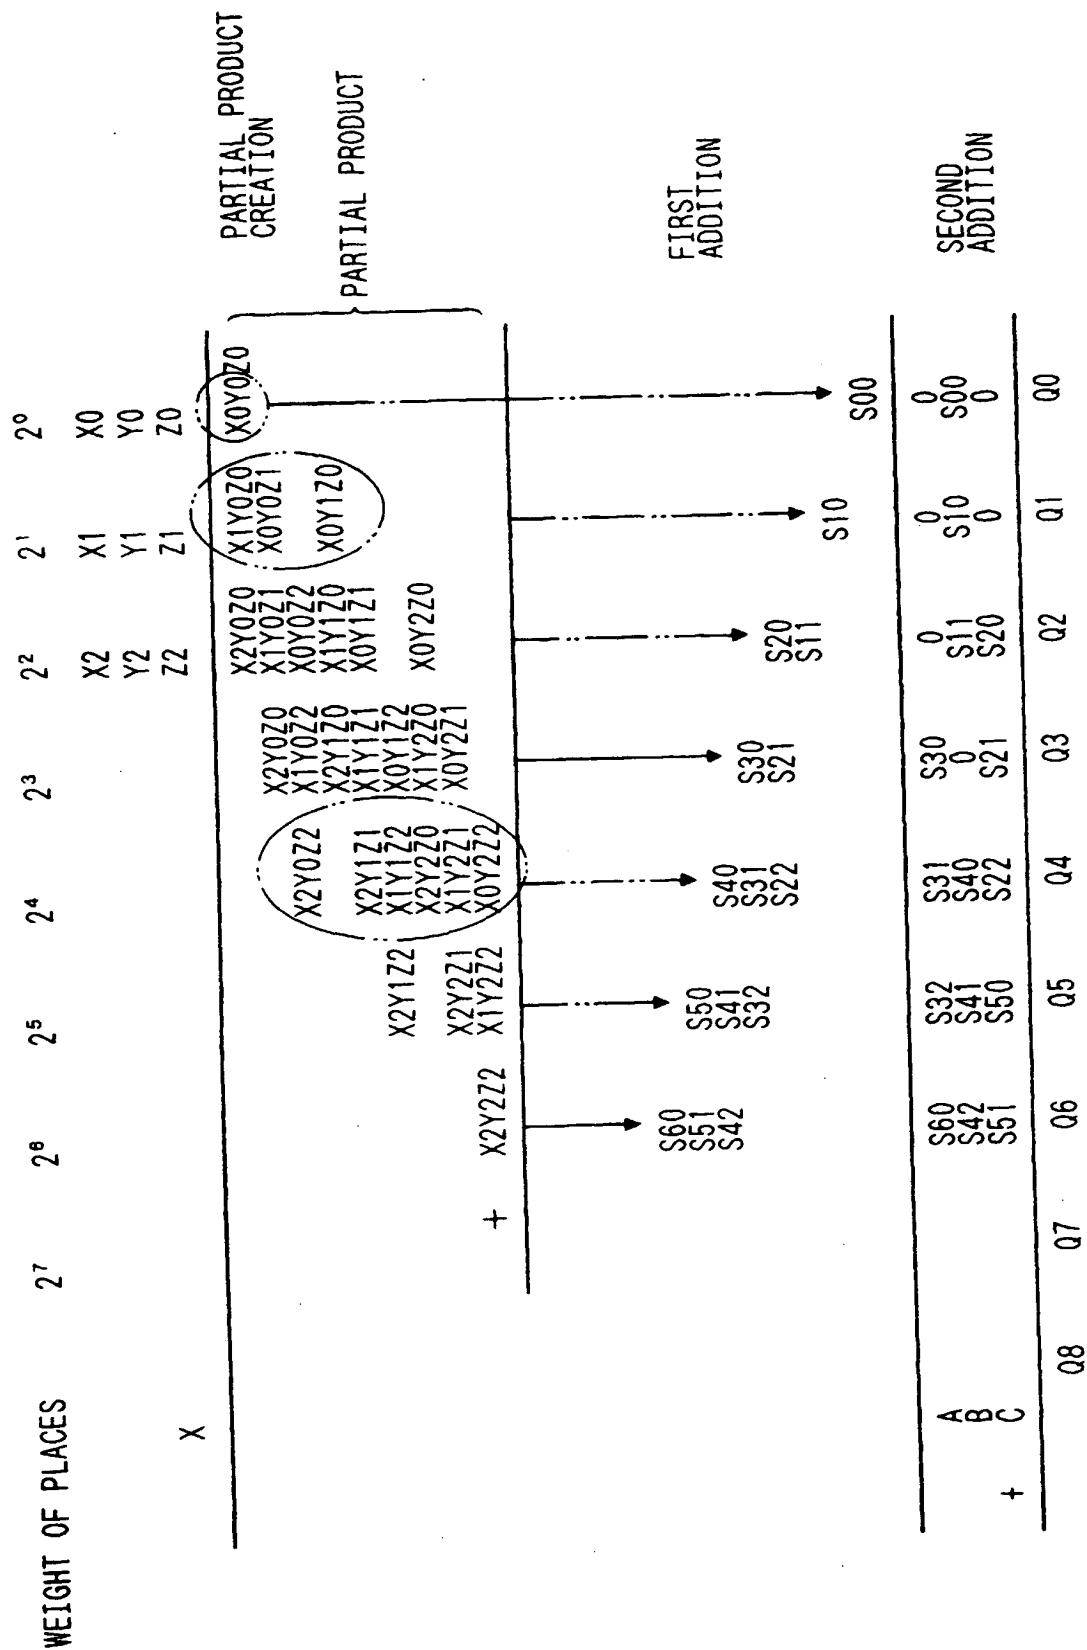 WEIGHT OF PLACES 2⁷ 2⁶ 2⁵ 2⁴ 2³ 2² 2¹ 2⁰
X2 X1 X0
Y2 Y1 Y0
X Z2 Z1 Z0
X2Y0Z0 X1Y0Z0 X0Y0Z0 PARTIAL PRODUCT
X2Y0Z0 X1Y0Z1 X0Y0Z1 CREATION
X2Y0Z2 X1Y0Z2 X0Y0Z2
X2Y1Z0 X1Y1Z0 X0Y1Z0
X2Y1Z1 X1Y1Z1 X0Y1Z1 PARTIAL PRODUCT
X2Y1Z2 X1Y1Z2 X0Y1Z2
X2Y2Z0 X1Y2Z0 X0Y2Z0
X2Y2Z1 X1Y2Z1 X0Y2Z1
+ X2Y2Z2 X1Y2Z2 X0Y2Z2
S60 FIRST
S51 S50 ADDITION
S42 S41 S40
S32 S31 S30
S22 S21 S20
S11
S10
S00
A S60 S32 S31 S30 0 0 0 SECOND
B S42 S41 S40 0 S11 S10 S00 ADDITION
+ C S51 S50 S22 S21 S20 0 0
Q8 Q7 Q6 Q5 Q4 Q3 Q2 Q1 Q0